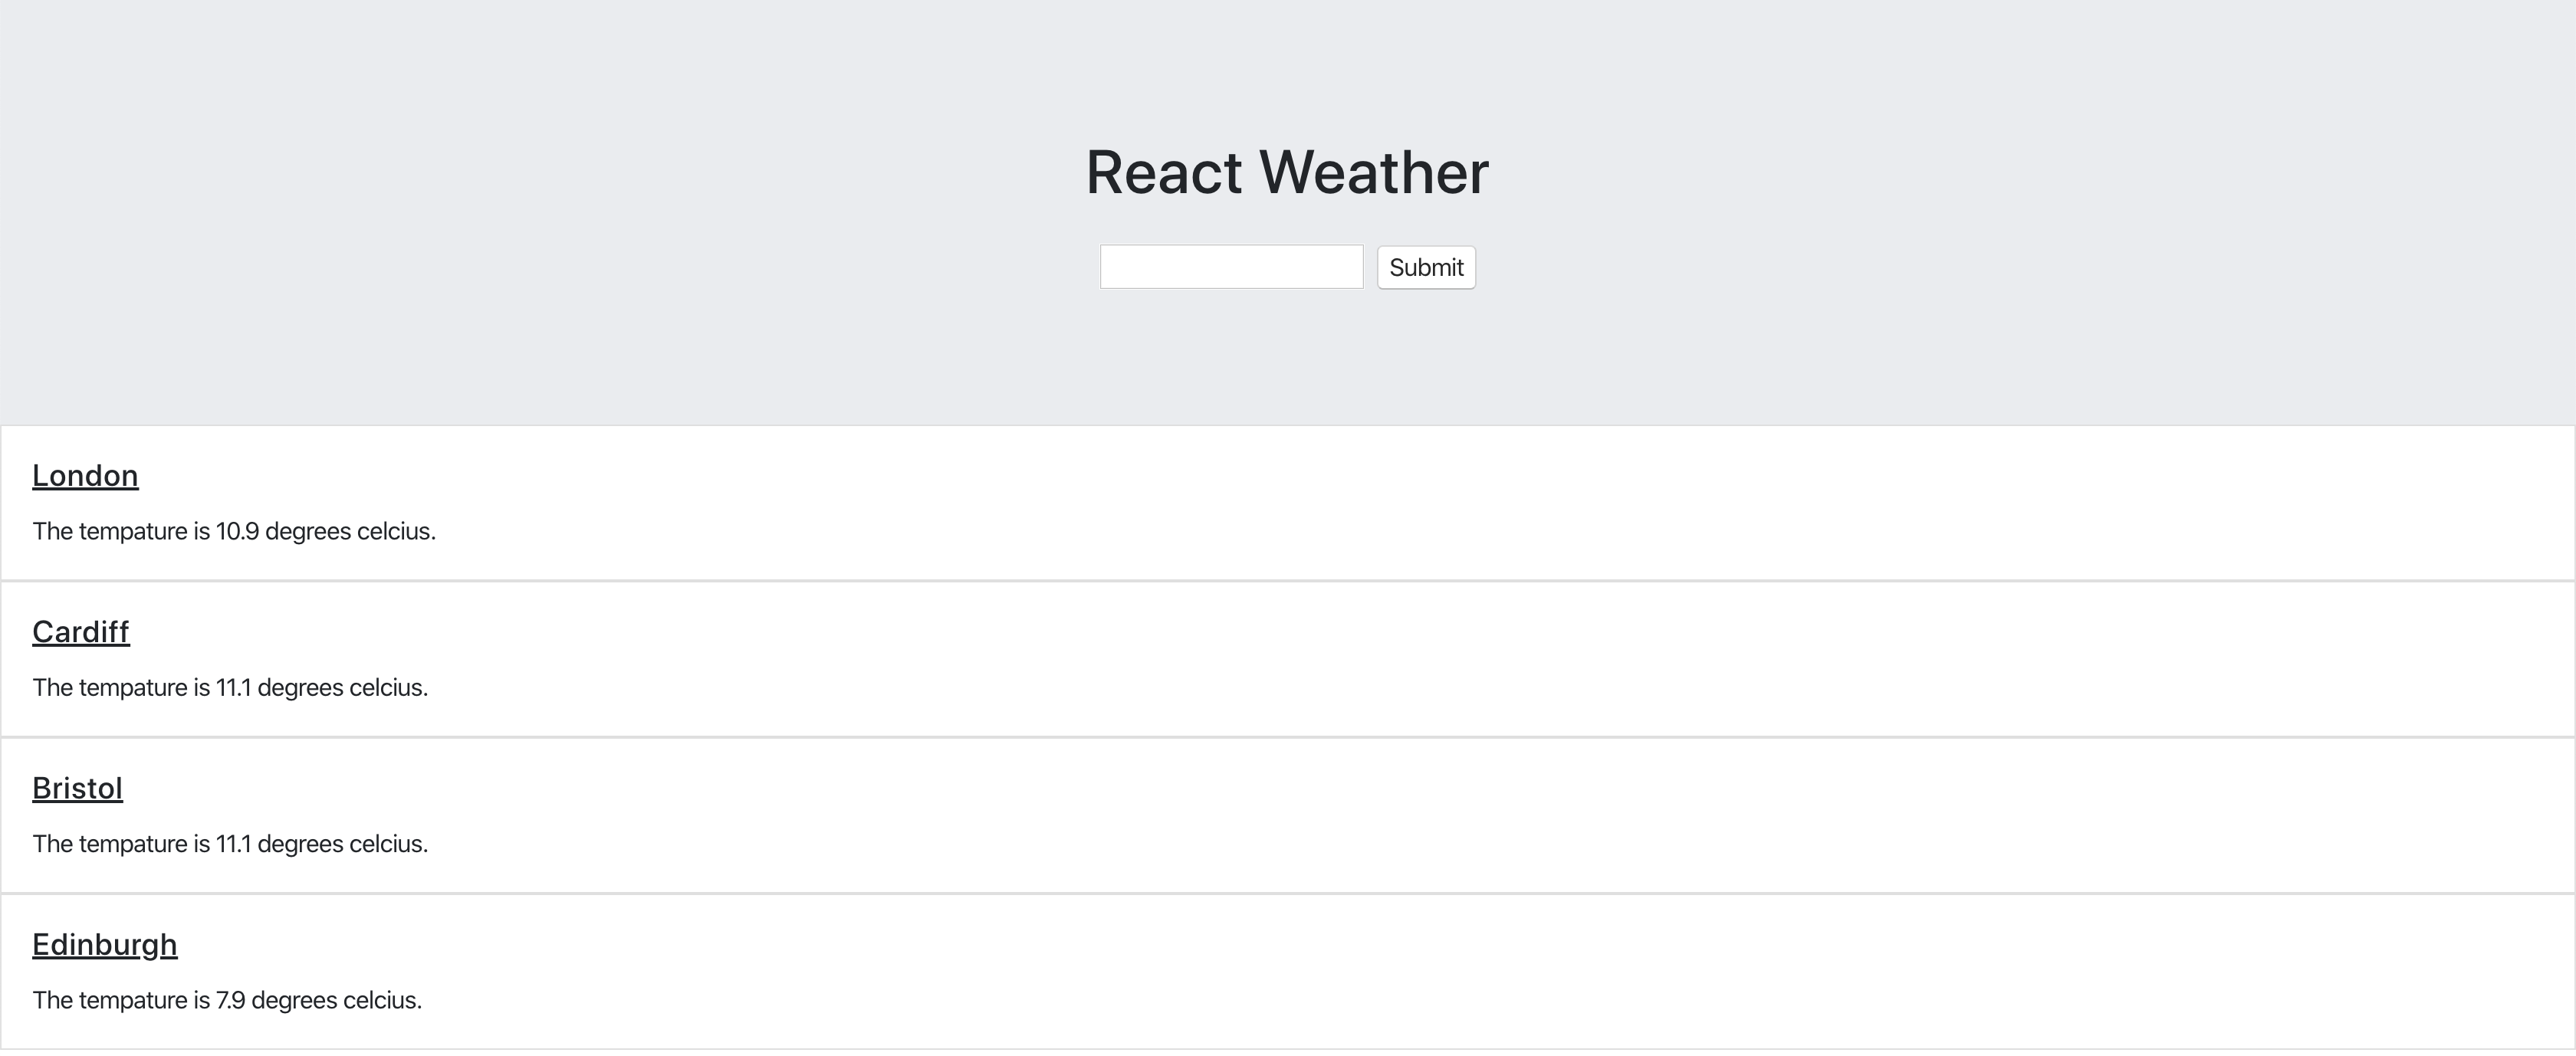 React Weather
Submit
London
The tempature is 10.9 degrees celcius.
Cardiff
The tempature is 11.1 degrees celcius.
Bristol
The tempature is 11.1 degrees celcius.
Edinburgh
The tempature is 7.9 degrees celcius.